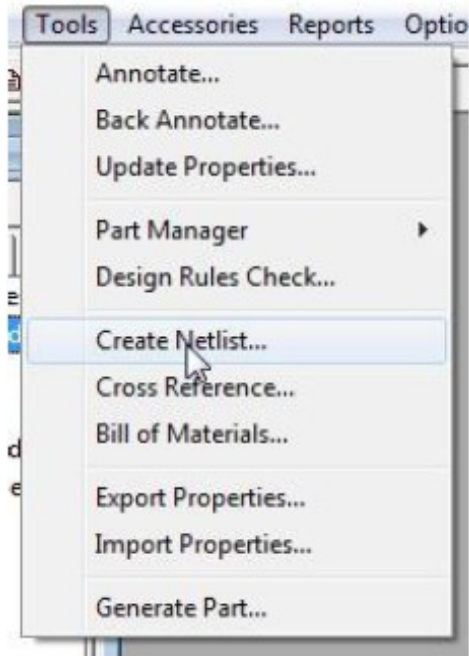 Tools Accessories Reports Optio
Annotate...
Back Annotate...
Update Properties...
Part Manager
Design Rules Check...
Create Netlist...
Cross Reference...
Bill of Materials...
Export Properties...
Import Properties...
Generate Part...